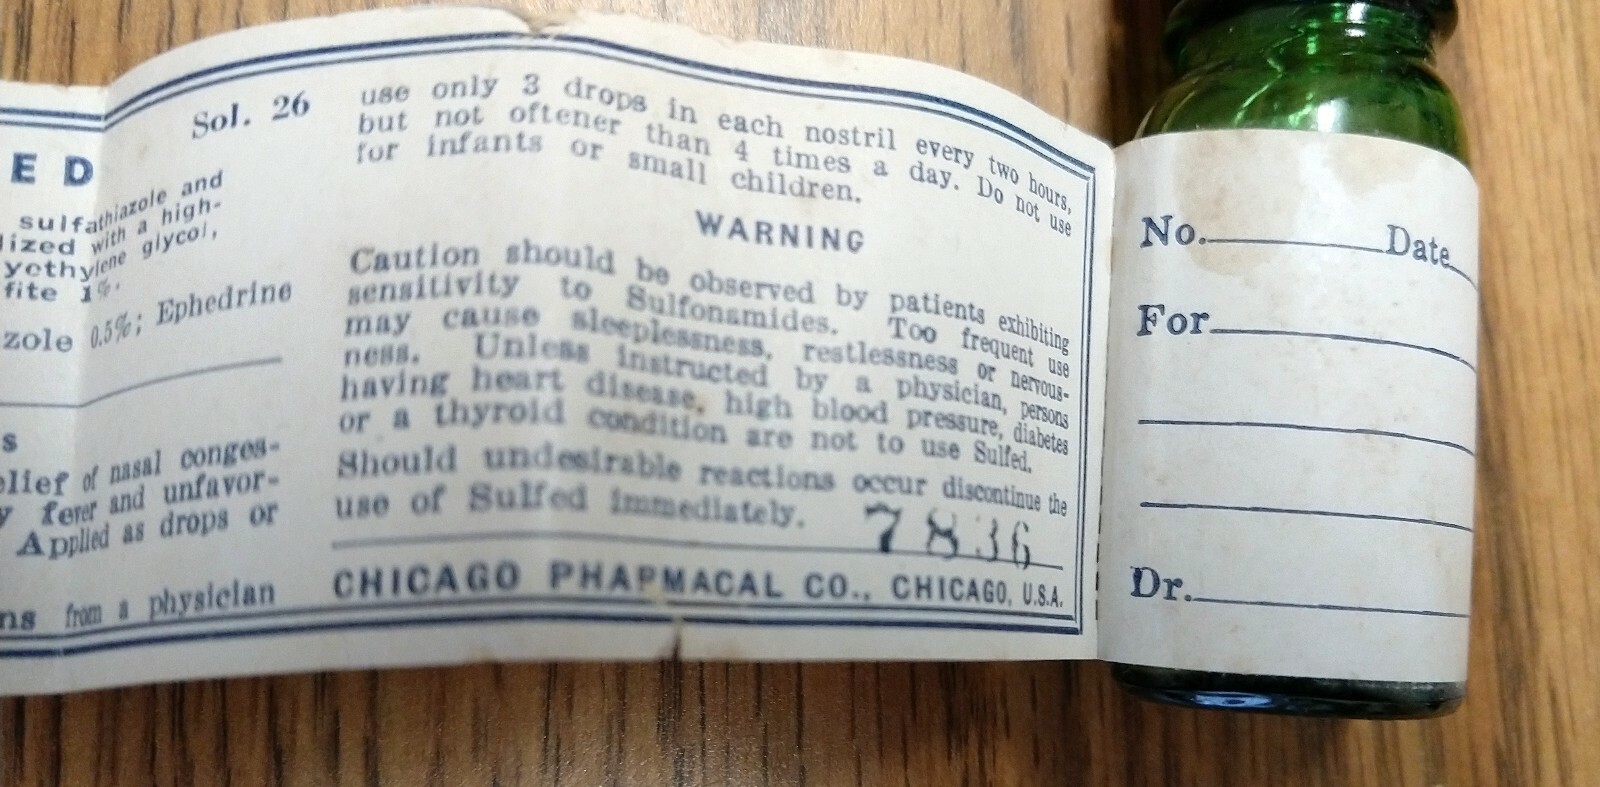 Sol. 26
ED
sulfathiazole and
lized with a high-
yethylene glycol,
fite 1%.
zole 0.5%; Ephedrine
s
elief of nasal conges-
y fever and unfavor-
Applied as drops or
ns from a physician
use only 3 drops in each nostril every two hours,
but not oftener than 4 times a day. Do not use
for infants or small children.
WARNING
Caution should be observed by patients exhibiting
sensitivity to Sulfonamides. Too frequent use
may cause sleeplessness, restlessness or nervous-
ness. Unless instructed by a physician, persons
having heart disease, high blood pressure, diabetes
or a thyroid condition are not to use Sulfed.
Should undesirable reactions occur discontinue the
use of Sulfed immediately.
7836
CHICAGO PHARMACAL CO., CHICAGO, U.S.A.
No. Date
For
Dr.